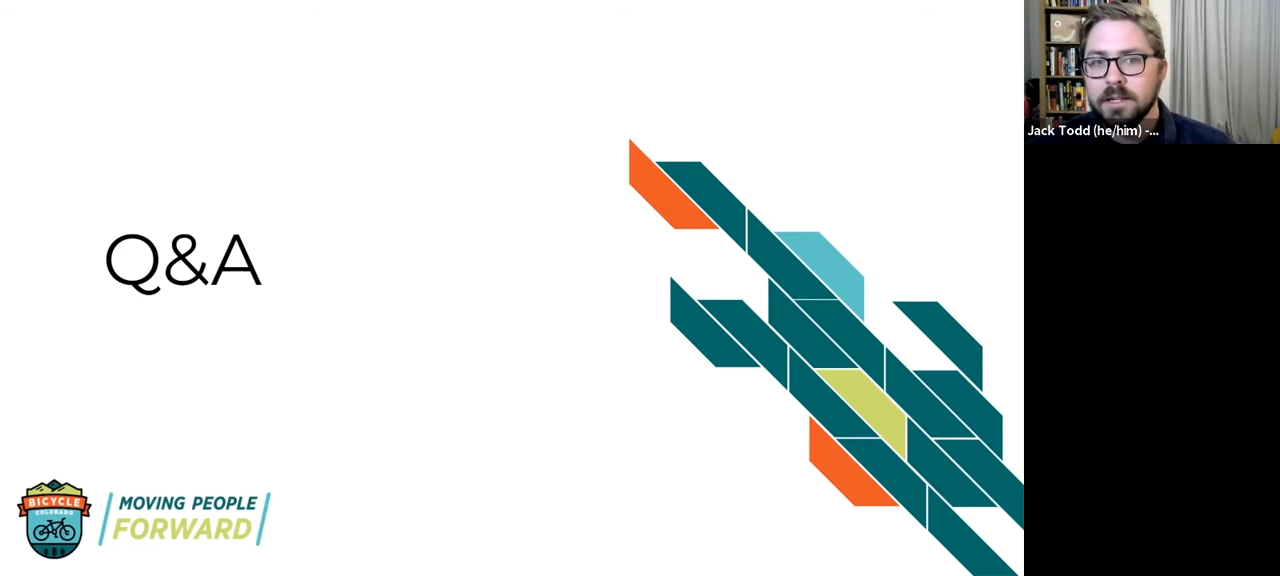 Q&A
BICYCLE
COLORADO
MOVING PEOPLE
FORWARD
Jack Todd (he/him) -...